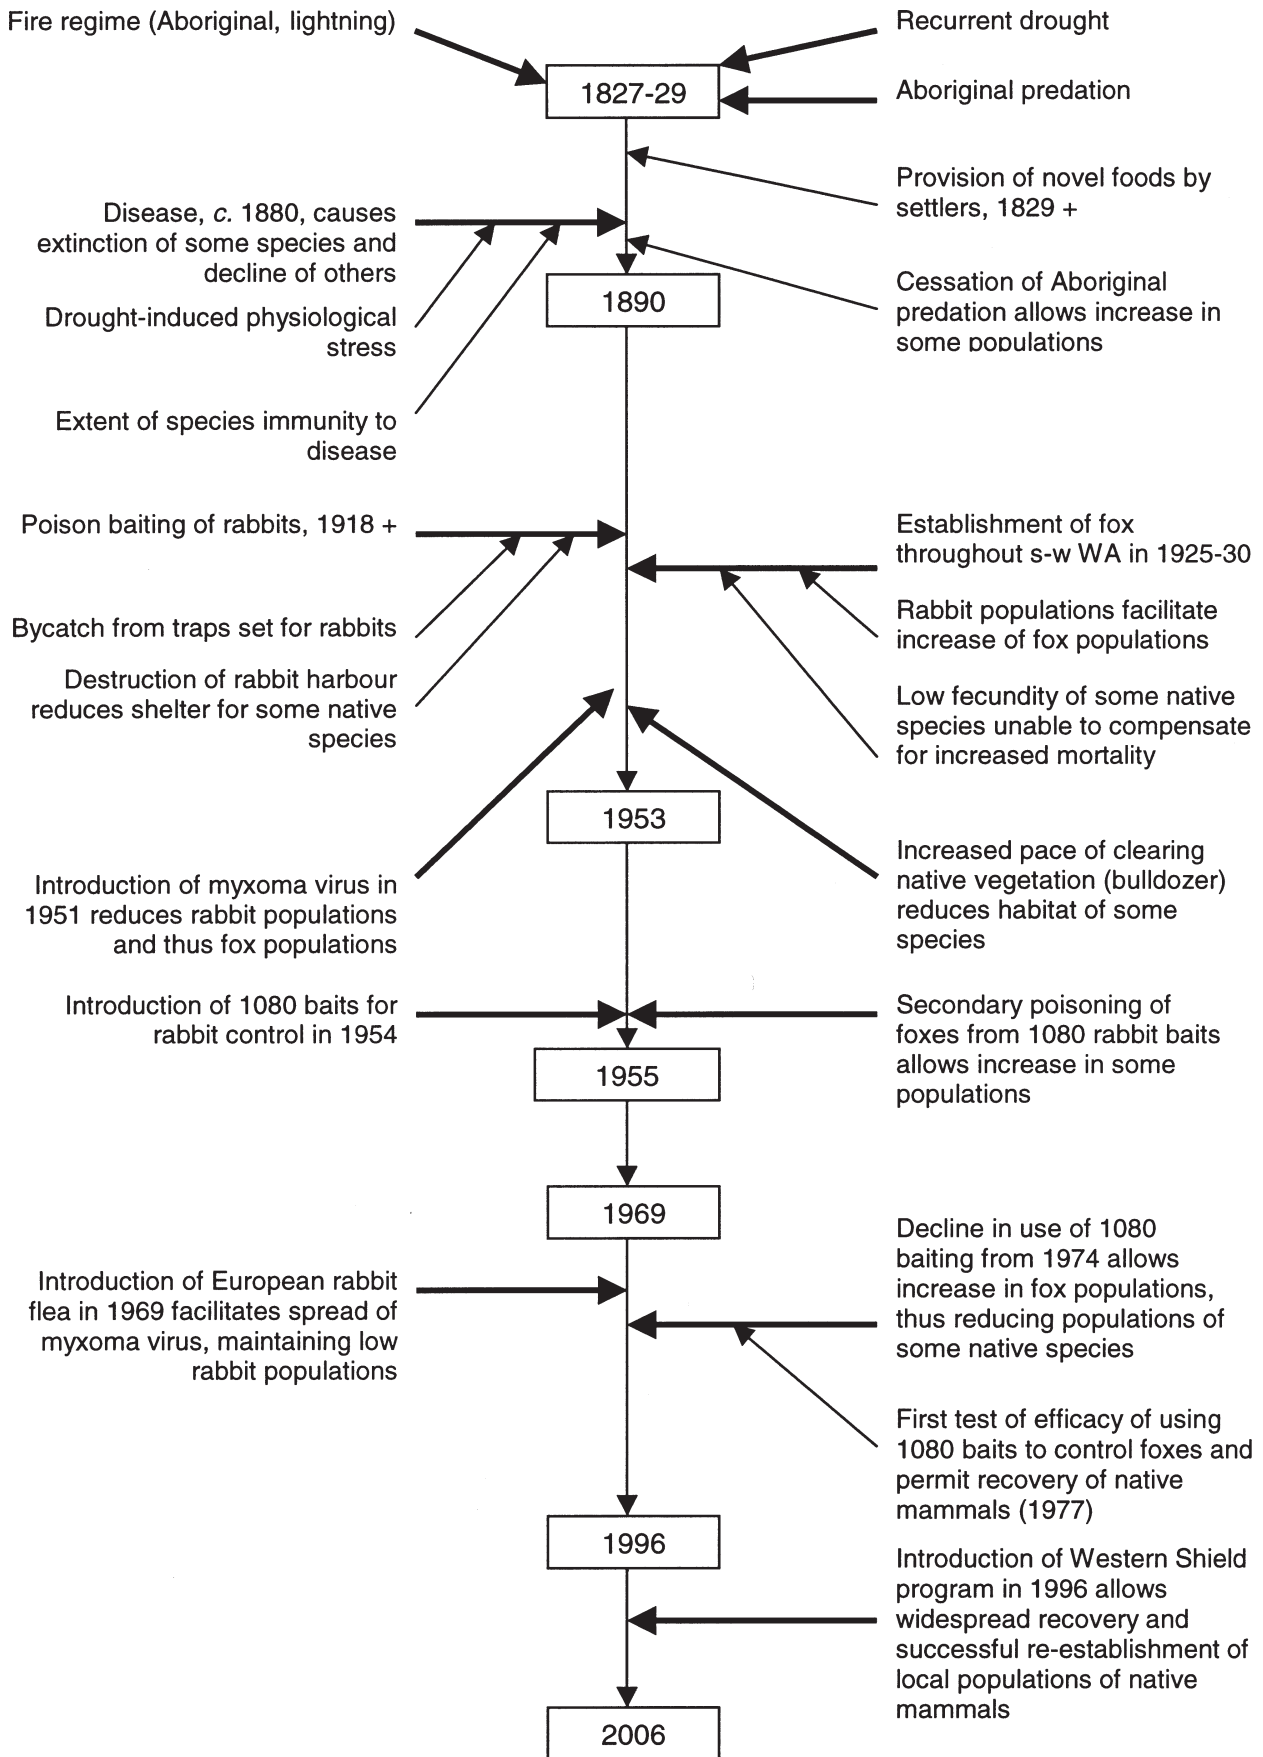 Fire regime (Aboriginal, lightning)
Recurrent drought
1827-29
Aboriginal predation
Provision of novel foods by
settlers, 1829 +
Disease, c. 1880, causes
extinction of some species and
decline of others
Cessation of Aboriginal
predation allows increase in
some populations
1890
Drought-induced physiological
stress
Extent of species immunity to
disease
Poison baiting of rabbits, 1918 +
Establishment of fox
throughout s-w WA in 1925-30
Bycatch from traps set for rabbits
Rabbit populations facilitate
increase of fox populations
Destruction of rabbit harbour
reduces shelter for some native
species
Low fecundity of some native
species unable to compensate
for increased mortality
1953
Introduction of myxoma virus in
1951 reduces rabbit populations
and thus fox populations
Increased pace of clearing
native vegetation (bulldozer)
reduces habitat of some
species
Introduction of 1080 baits for
rabbit control in 1954
Secondary poisoning of
foxes from 1080 rabbit baits
allows increase in some
populations
1955
1969
Introduction of European rabbit
flea in 1969 facilitates spread of
myxoma virus, maintaining low
rabbit populations
Decline in use of 1080
baiting from 1974 allows
increase in fox populations,
thus reducing populations of
some native species
First test of efficacy of using
1080 baits to control foxes and
permit recovery of native
mammals (1977)
1996
Introduction of Western Shield
program in 1996 allows
widespread recovery and
successful re-establishment of
local populations of native
mammals
2006